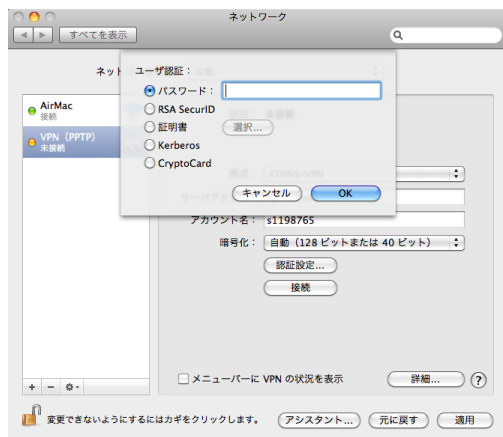 ネットワーク
すべてを表示
ネット
ユーザ認証：
パスワード：
RSA SecurID
証明書
選択...
Kerberos
CryptoCard
キャンセル
OK
AirMac
接続
VPN（PPTP）
未接続
アカウント名：
s1198765
暗号化：
自動（128 ビットまたは 40 ビット）
認証設定...
接続
メニューバーに VPN の状況を表示
詳細...
?
変更できないようにするにはカギをクリックします。
アシスタント...
元に戻す
適用